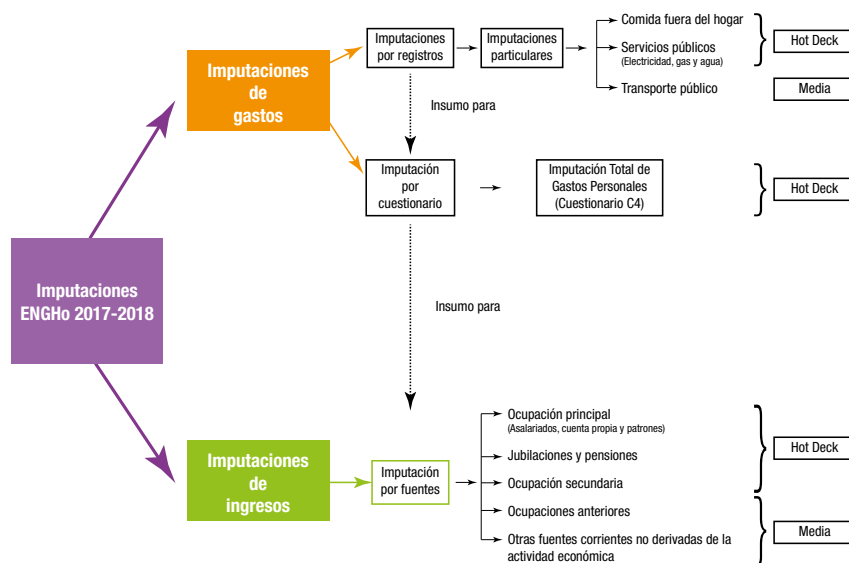 Imputaciones
ENGHo 2017-2018
Imputaciones
de
gastos
Imputaciones
por registros
Imputaciones
particulares
Comida fuera del hogar
Servicios públicos
(Electricidad, gas y agua)
Transporte público
Hot Deck
Media
Insumo para
Imputación
por
cuestionario
Imputación Total de
Gastos Personales
(Cuestionario C4)
Hot Deck
Insumo para
Imputaciones
de
ingresos
Imputación
por fuentes
Ocupación principal
(Asalariados, cuenta propia y patrones)
Jubilaciones y pensiones
Ocupación secundaria
Ocupaciones anteriores
Otras fuentes corrientes no derivadas de la
actividad económica
Hot Deck
Media